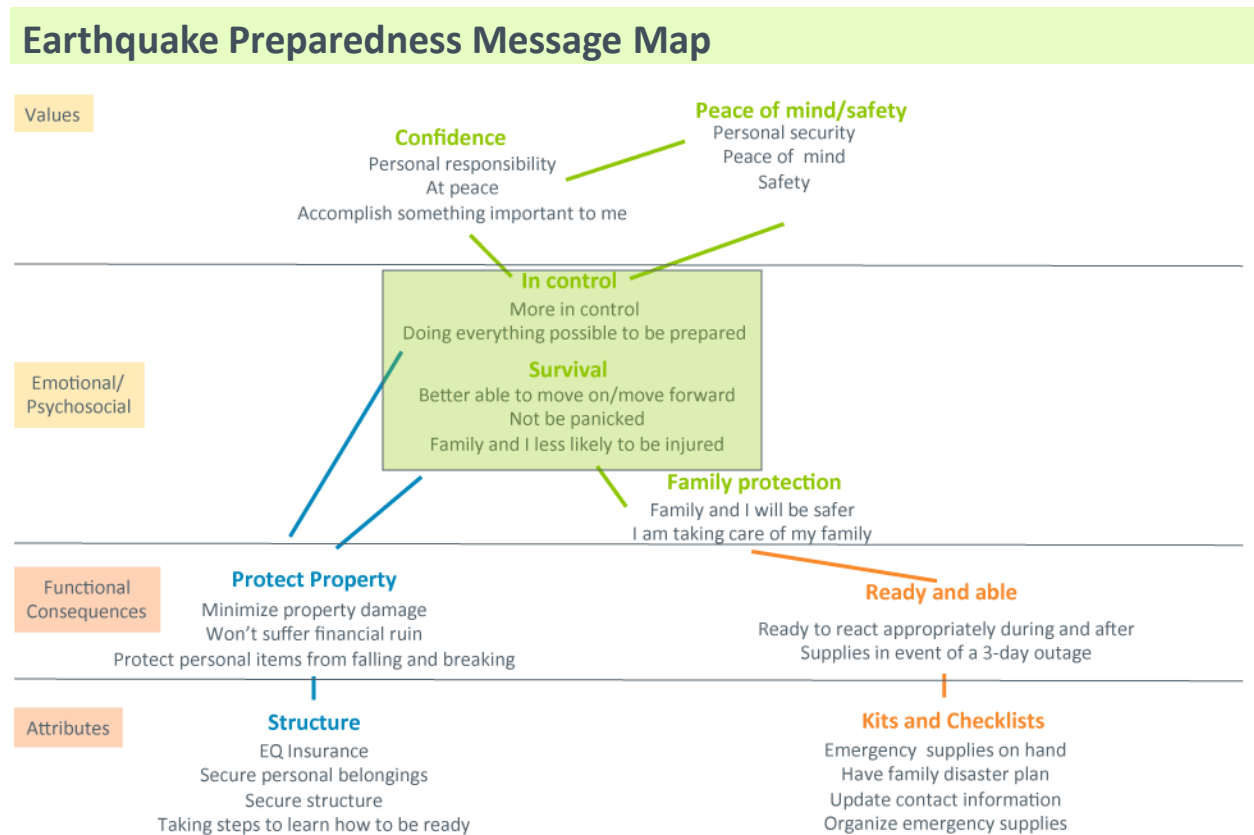 Earthquake Preparedness Message Map
Values
Peace of mind/safety
Personal security
Peace of mind
Safety
Confidence
Personal responsibility
At peace
Accomplish something important to me
Emotional/
Psychosocial
In control
More in control
Doing everything possible to be prepared
Survival
Better able to move on/move forward
Not be panicked
Family and I less likely to be injured
Family protection
Family and I will be safer
I am taking care of my family
Functional
Consequences
Protect Property
Minimize property damage
Won't suffer financial ruin
Protect personal items from falling and breaking
Ready and able
Ready to react appropriately during and after
Supplies in event of a 3-day outage
Attributes
Structure
EQ Insurance
Secure personal belongings
Secure structure
Taking steps to learn how to be ready
Kits and Checklists
Emergency supplies on hand
Have family disaster plan
Update contact information
Organize emergency supplies